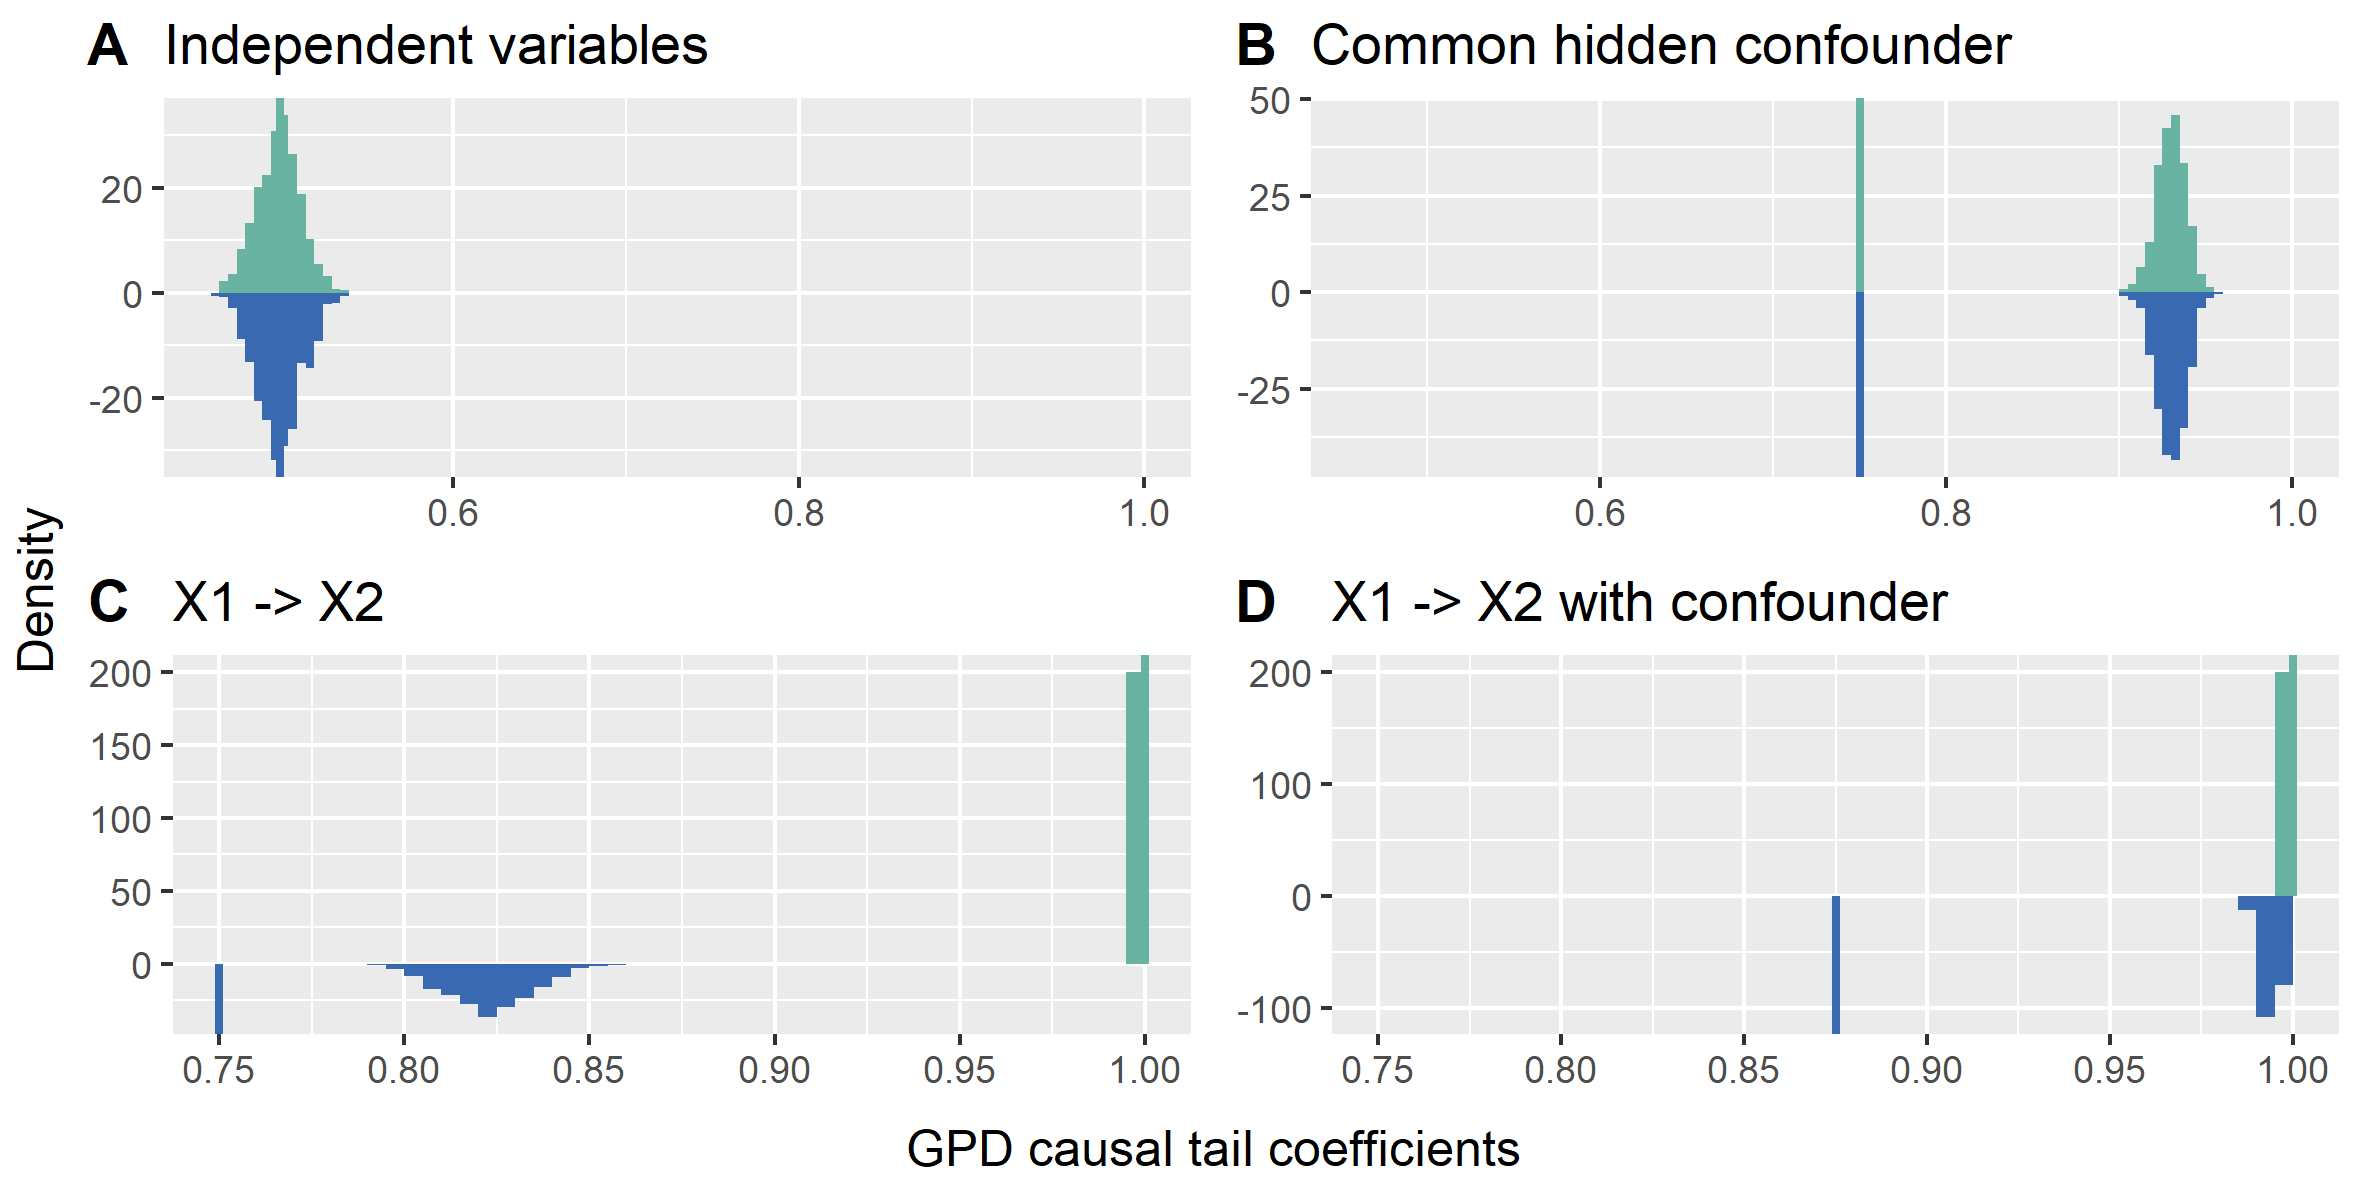 A Independent variables
20
0
-20
0.6 0.8 1.0
B Common hidden confounder
50
25
0
-25
0.6 0.8 1.0
Density
C X1 -> X2
200
150
100
50
0
0.75 0.80 0.85 0.90 0.95 1.00
D X1 -> X2 with confounder
200
100
0
-100
0.75 0.80 0.85 0.90 0.95 1.00
GPD causal tail coefficients